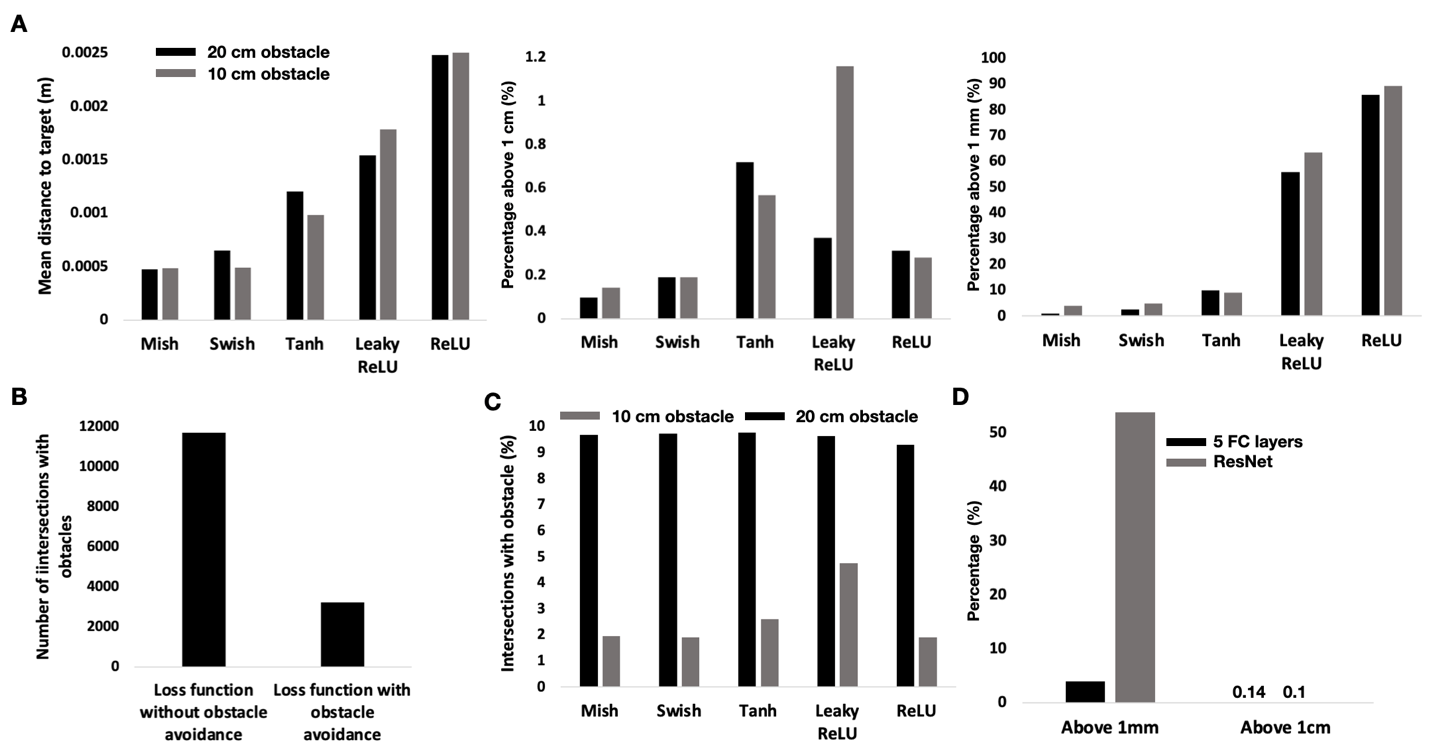 A
Mean distance to target (m)
0.0025
0.002
0.0015
0.001
0.0005
0
20 cm obstacle
10 cm obstacle
Mish
Swish
Tanh
Leaky
ReLU
ReLU
Percentage above 1 cm (%)
1.2
1
0.8
0.6
0.4
0.2
0
Mish
Swish
Tanh
Leaky
ReLU
ReLU
Percentage above 1 mm (%)
100
90
80
70
60
50
40
30
20
10
0
Mish
Swish
Tanh
Leaky
ReLU
ReLU
B
Number of iintersections with
obtacles
12000
10000
8000
6000
4000
2000
0
Loss function
without obstacle
avoidance
Loss function with
obstacle
avoidance
C
Intersections with obstacle (%)
10 cm obstacle
20 cm obstacle
10
9
8
7
6
5
4
3
2
1
0
Mish
Swish
Tanh
Leaky
ReLU
ReLU
D
Percentage (%)
50
40
30
20
10
0
5 FC layers
ResNet
0.14
0.1
Above 1mm
Above 1cm